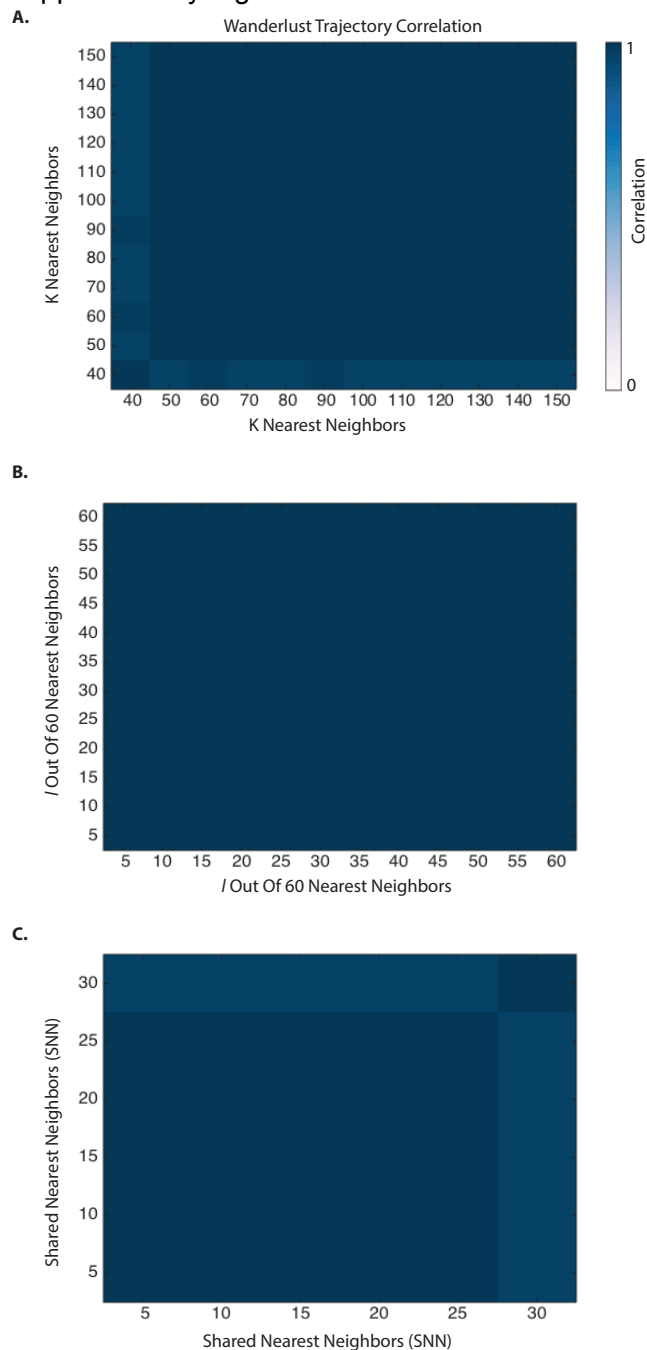 A.
Wanderlust Trajectory Correlation
150
140
130
120
110
100
90
80
70
60
50
40
K Nearest Neighbors
40 50 60 70 80 90 100 110 120 130 140 150
K Nearest Neighbors
1
Correlation
0
B.
60
55
50
45
40
35
30
25
20
15
10
5
l Out Of 60 Nearest Neighbors
5 10 15 20 25 30 35 40 45 50 55 60
l Out Of 60 Nearest Neighbors
C.
30
25
20
15
10
5
Shared Nearest Neighbors (SNN)
5 10 15 20 25 30
Shared Nearest Neighbors (SNN)